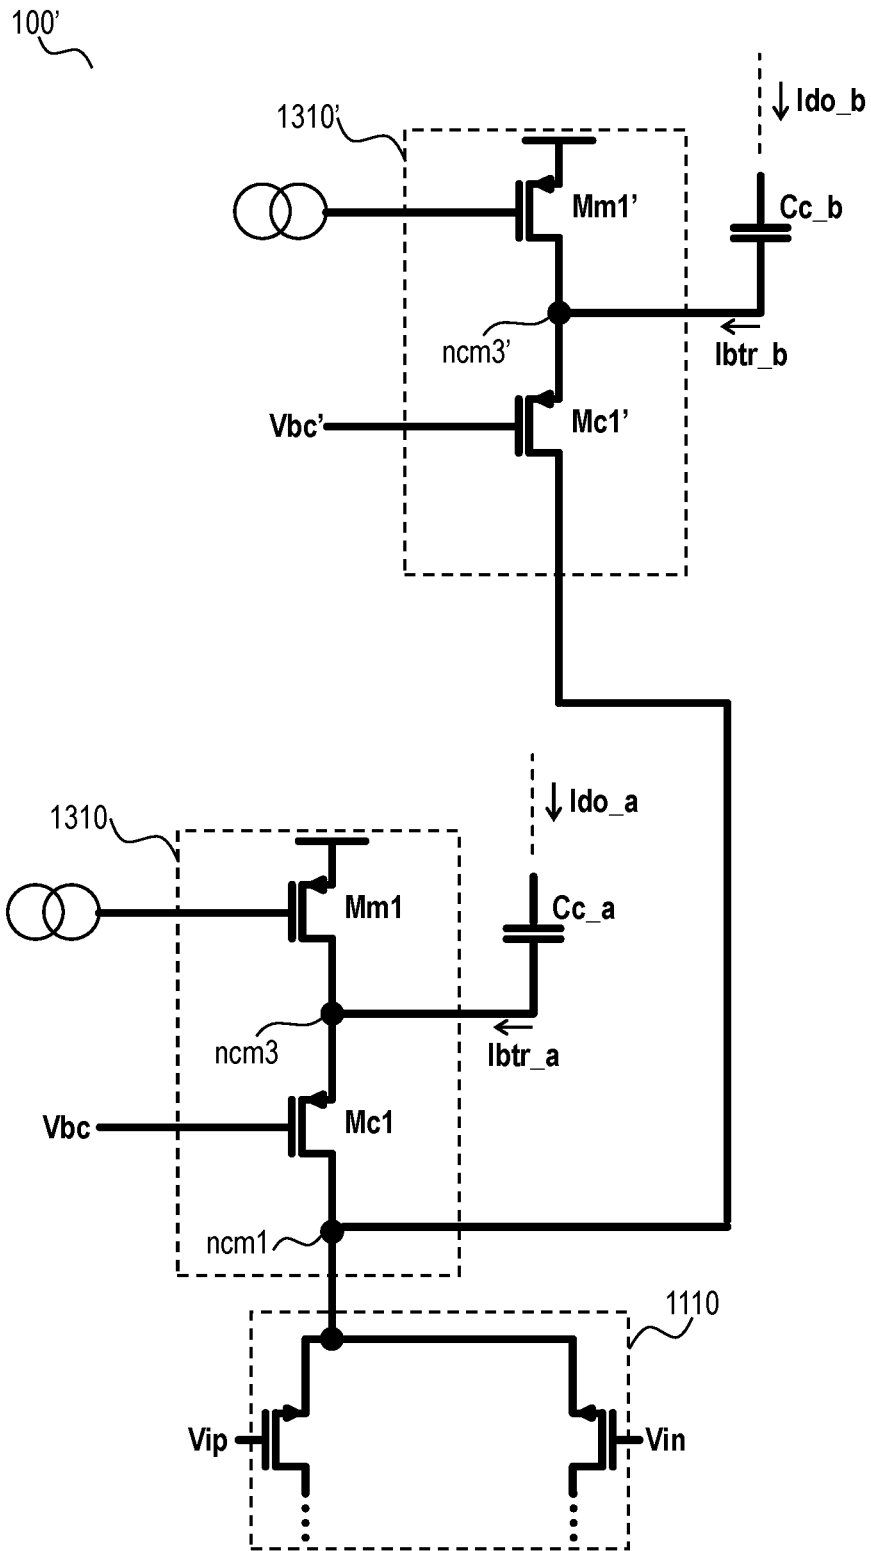 100’
Ido_b
1310’
Mm1’
Cc_b
ncm3’
Ibtr_b
Vbc’
Mc1’
Ido_a
1310
Mm1
Cc_a
ncm3
Ibtr_a
Vbc
Mc1
ncm1
1110
Vip
Vin